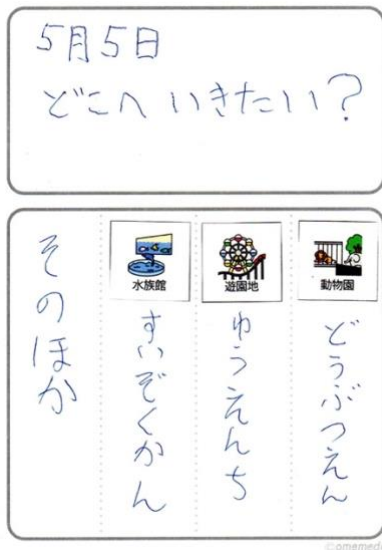 5月5日
どこへ いきたい?
動物園
どうぶつえん
遊園地
ゆうえんち
水族館
すいぞくかん
そのほか
©omemedo